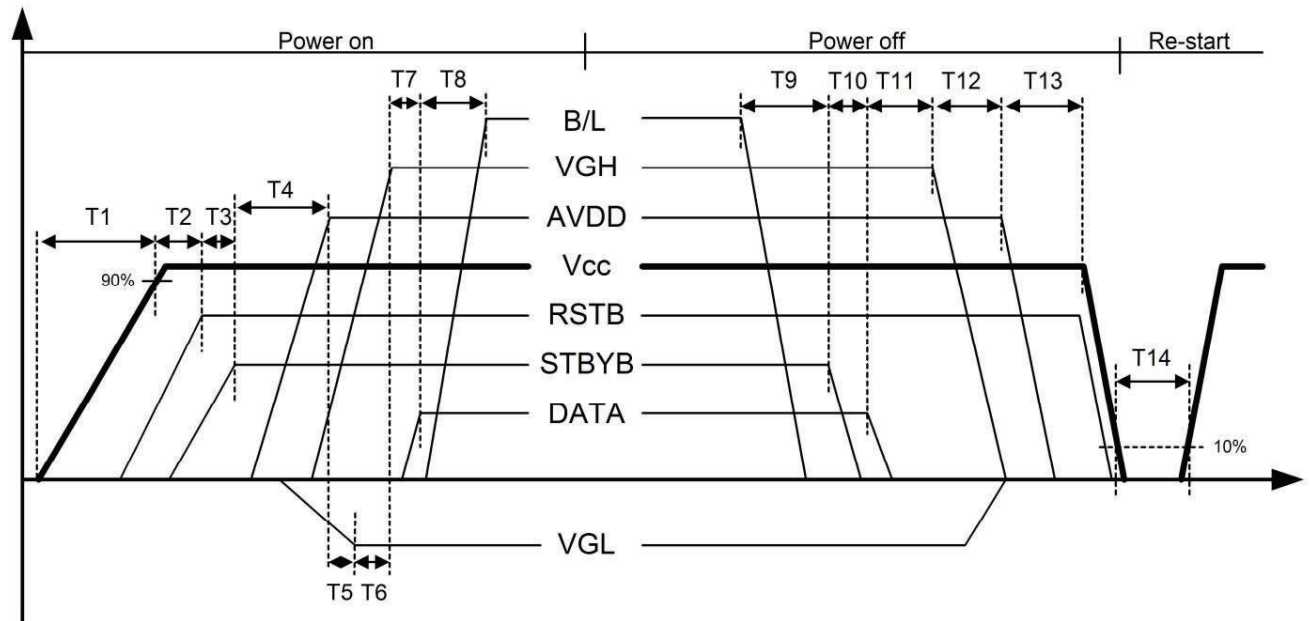 Power on
Power off
Re-start
T7
T8
T9
T10
T11
T12
T13
B/L
VGH
T4
T1
T2
T3
AVDD
Vcc
90%
RSTB
STBYB
T14
DATA
10%
VGL
T5
T6